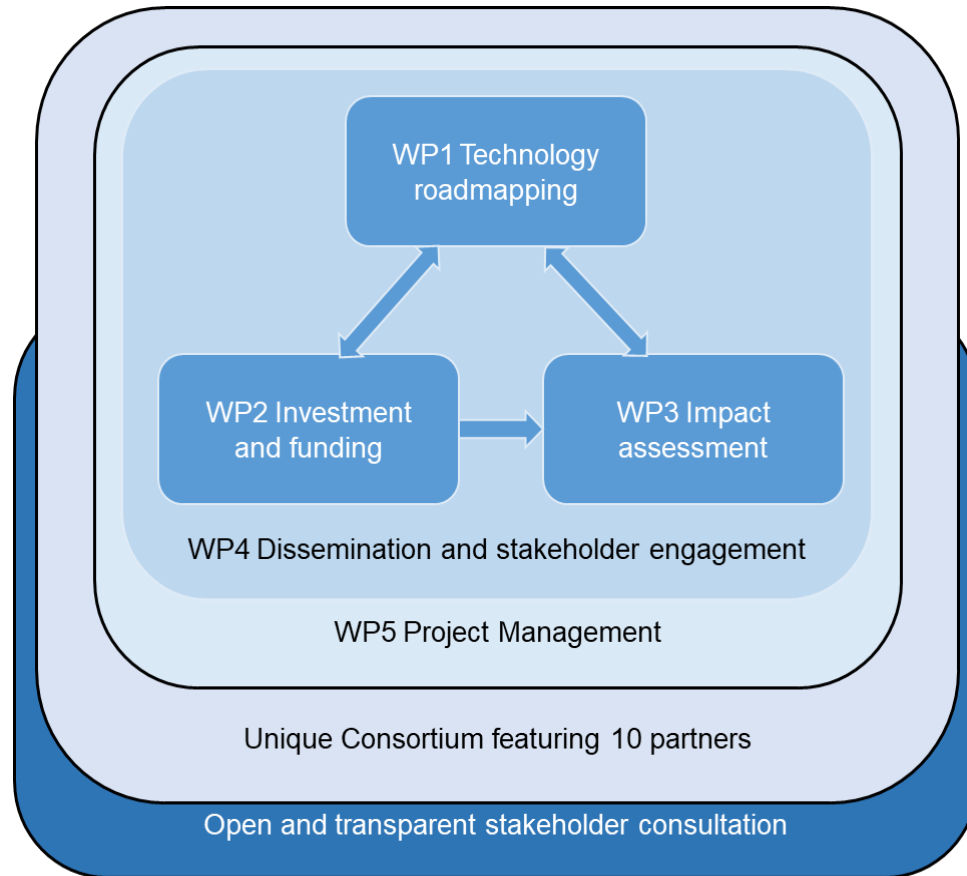 WP1 Technology
roadmapping
WP2 Investment
and funding
WP3 Impact
assessment
WP4 Dissemination and stakeholder engagement
WP5 Project Management
Unique Consortium featuring 10 partners
Open and transparent stakeholder consultation